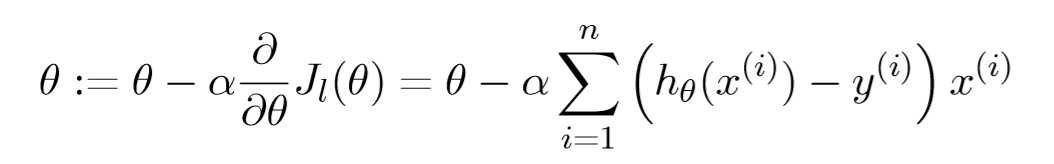 θ := θ − α ∂/∂θ J_l(θ) = θ − α ∑_{i=1}^{n} (h_θ(x^{(i)}) − y^{(i)}) x^{(i)}